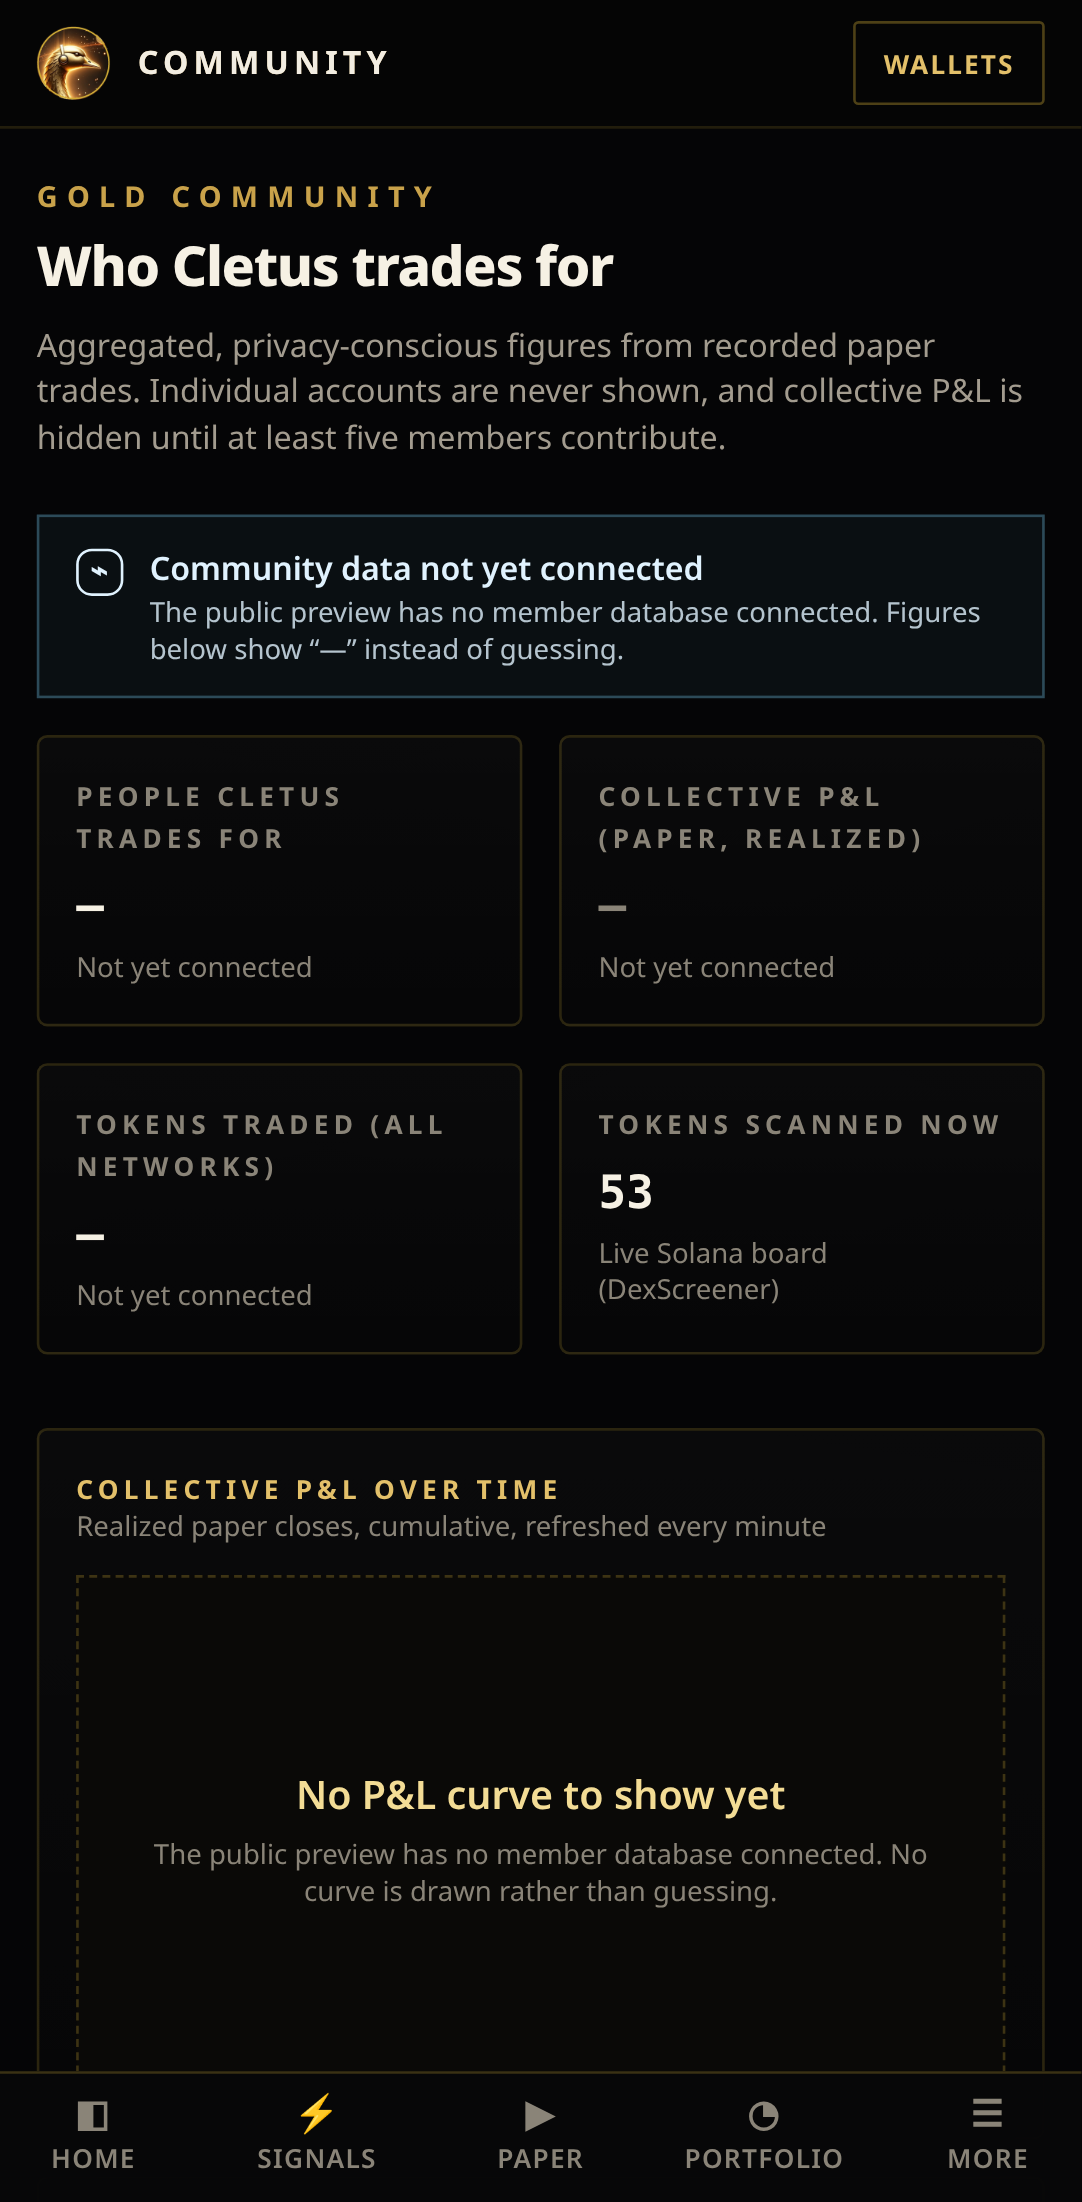 COMMUNITY
WALLETS
GOLD COMMUNITY
Who Cletus trades for
Aggregated, privacy-conscious figures from recorded paper
trades. Individual accounts are never shown, and collective P&L is
hidden until at least five members contribute.
Community data not yet connected
The public preview has no member database connected. Figures
below show “—” instead of guessing.
PEOPLE CLETUS
TRADES FOR
—
Not yet connected
COLLECTIVE P&L
(PAPER, REALIZED)
—
Not yet connected
TOKENS TRADED (ALL
NETWORKS)
—
Not yet connected
TOKENS SCANNED NOW
53
Live Solana board
(DexScreener)
COLLECTIVE P&L OVER TIME
Realized paper closes, cumulative, refreshed every minute
No P&L curve to show yet
The public preview has no member database connected. No
curve is drawn rather than guessing.
HOME
SIGNALS
PAPER
PORTFOLIO
MORE